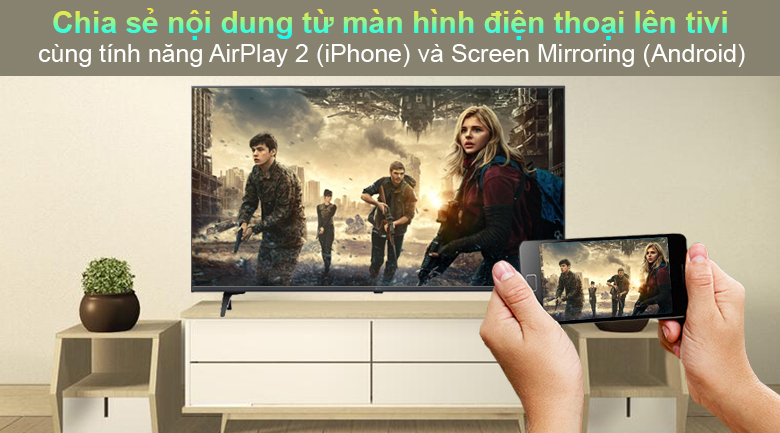 Chia sẻ nội dung từ màn hình điện thoại lên tivi
cùng tính năng AirPlay 2 (iPhone) và Screen Mirroring (Android)